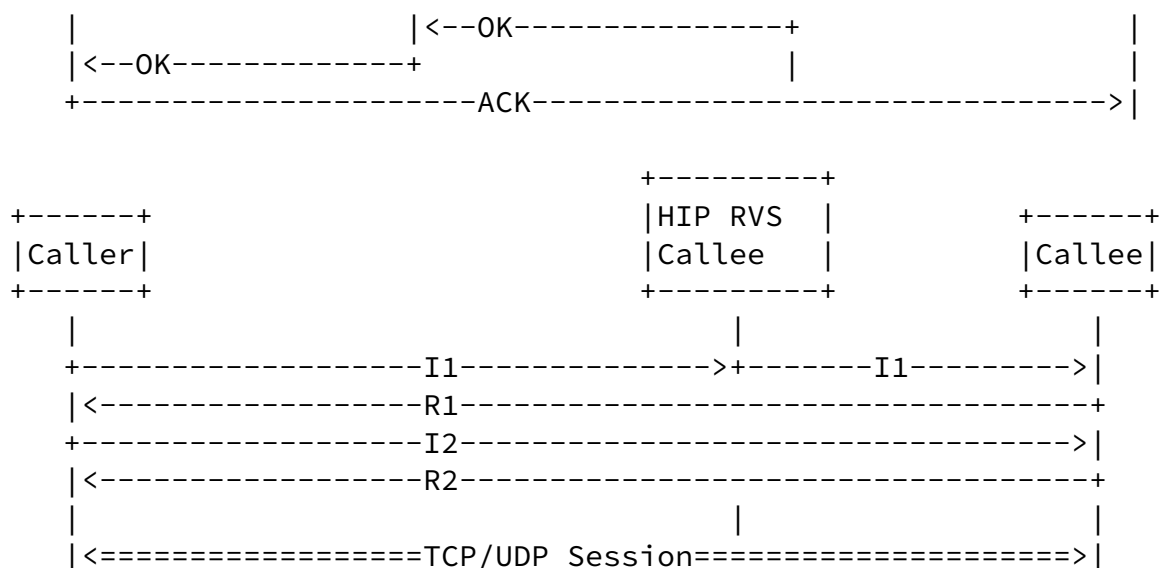 |                  |<--OK---------------+                  |
|<--OK-------------+                    |                  |
+----------------------ACK-------------------------------->|
+---------+
+------+                           |HIP RVS  |          +------+
|Caller|                           |Callee   |          |Callee|
+------+                           +---------+          +------+
|                                    |                   |
+-------------------I1-------------->+-------I1--------->|
|<------------------R1-----------------------------------+
+-------------------I2---------------------------------->|
|<------------------R2-----------------------------------+
|                                    |                   |
|<===================TCP/UDP Session=====================>|